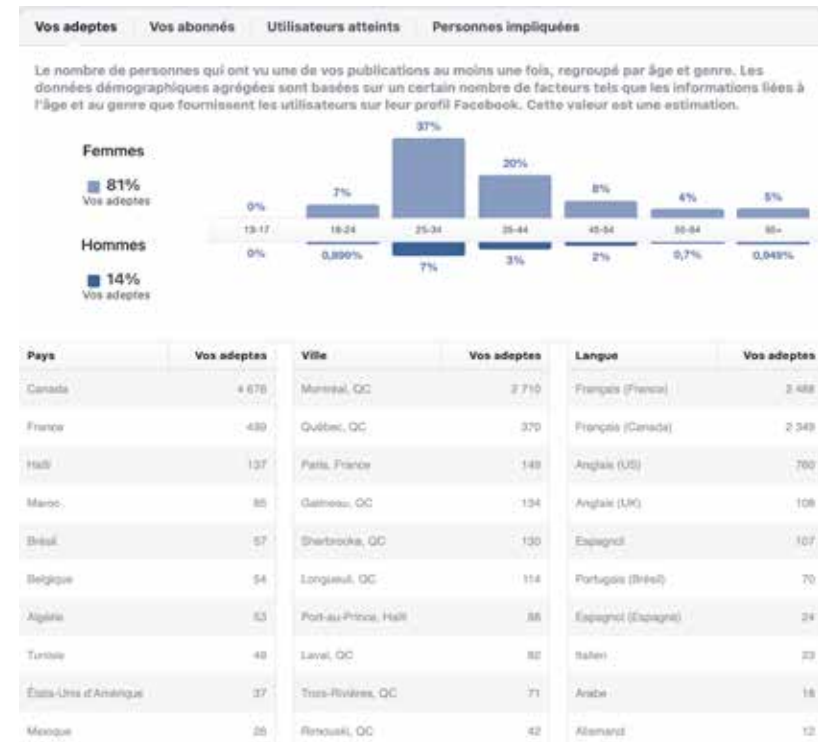 Vos adeptes Vos abonnés Utilisateurs atteints Personnes impliquées
Le nombre de personnes qui ont vu une de vos publications au moins une fois, regroupé par âge et genre. Les
données démographiques agrégées sont basées sur un certain nombre de facteurs tels que les informations liées à
l'âge et au genre que fournissent les utilisateurs sur leur profil Facebook. Cette valeur est une estimation.
Femmes
81%
Vos adeptes
0% 7% 37% 20% 8% 4% 5%
13-17 18-24 25-34 35-44 45-54 55-64 65+
Hommes
14%
Vos adeptes
0% 0,890% 7% 3% 2% 0,7% 0,949%
Pays Vos adeptes Ville Vos adeptes Langue Vos adeptes
Canada 4 678 Montréal, QC 2 710 Français (France)
France Québec, QC 370 Français (Canada) 2 349
Haïti 137 Paris, France 149 Anglais (US) 760
Maroc Gatineau, QC 134 Anglais (UK) 108
Brésil 57 Sherbrooke, QC 130 Espagnol 107
Belgique 54 Longueuil, QC 114 Portugais (Brésil) 70
Algérie 53 Port-au-Prince, Haïti Espagnol (Espagne) 24
Tunisie 49 Laval, QC 82 Italien 23
États-Unis d'Amérique 37 Trois-Rivières, QC 71 Arabe 18
Mexique Rimouski, QC 42 Allemand 12